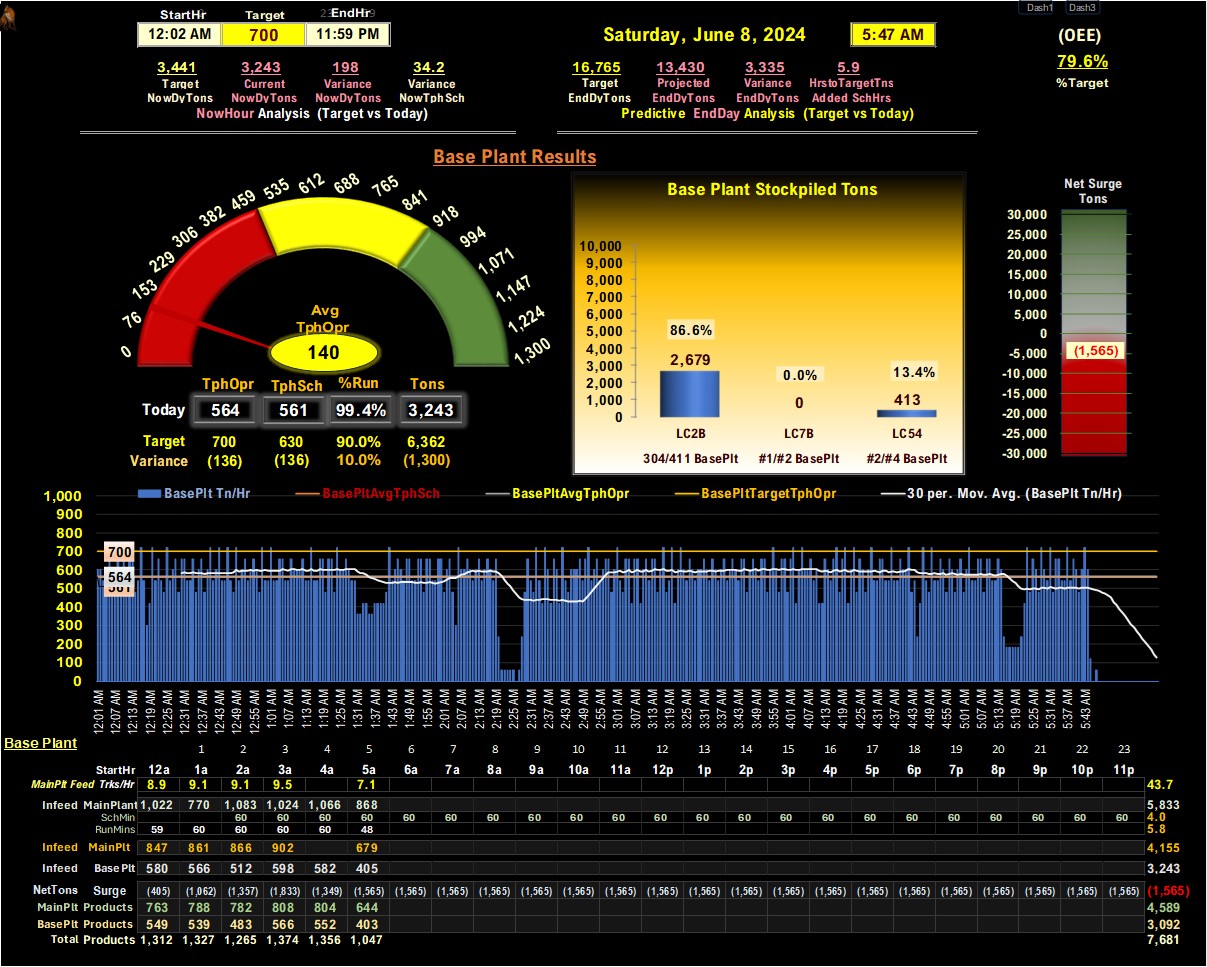 Dash1 Dash3
StartHr Target EndHr
12:02 AM 700 11:59 PM
Saturday, June 8, 2024 5:47 AM
(OEE)
79.6%
%Target
3,441 3,243 198 34.2
Target Current Variance Variance
NowDyTons NowDyTons NowDyTons NowTphSch
NowHour Analysis (Target vs Today)
16,765 13,430 3,335 5.9
Target Projected Variance HrstoTargetTns
EndDyTons EndDyTons EndDyTons Added SchHrs
Predictive EndDay Analysis (Target vs Today)
Base Plant Results
0 76 153 229 306 382 459 535 612 688 765 841 918 994 1,071 1,147 1,224 1,300
Avg
TphOpr
140
TphOpr TphSch %Run Tons
Today 564 561 99.4% 3,243
Target 700 630 90.0% 6,362
Variance (136) (136) 10.0% (1,300)
Base Plant Stockpiled Tons
10,000
9,000
8,000
7,000
6,000
5,000
4,000
3,000
2,000
1,000
0
86.6% 0.0% 13.4%
2,679 0 413
LC2B LC7B LC54
304/411 BasePlt #1/#2 BasePlt #2/#4 BasePlt
Net Surge
Tons
30,000
25,000
20,000
15,000
10,000
5,000
0
-5,000
-10,000
-15,000
-20,000
-25,000
-30,000
(1,565)
BasePlt Tn/Hr BasePltAvgTphSch BasePltAvgTphOpr BasePltTargetTphOpr 30 per. Mov. Avg. (BasePlt Tn/Hr)
1,000
900
800
700
600
500
400
300
200
100
0
700
564
561
12:01 AM 12:07 AM 12:13 AM 12:19 AM 12:25 AM 12:31 AM 12:37 AM 12:43 AM 12:49 AM 12:55 AM 1:01 AM 1:07 AM 1:13 AM 1:19 AM 1:25 AM 1:31 AM 1:37 AM 1:43 AM 1:49 AM 1:55 AM 2:01 AM 2:07 AM 2:13 AM 2:19 AM 2:25 AM 2:31 AM 2:37 AM 2:43 AM 2:49 AM 2:55 AM 3:01 AM 3:07 AM 3:13 AM 3:19 AM 3:25 AM 3:31 AM 3:37 AM 3:43 AM 3:49 AM 3:55 AM 4:01 AM 4:07 AM 4:13 AM 4:19 AM 4:25 AM 4:31 AM 4:37 AM 4:43 AM 4:49 AM 4:55 AM 5:01 AM 5:07 AM 5:13 AM 5:19 AM 5:25 AM 5:31 AM 5:37 AM 5:43 AM
Base Plant
1 2 3 4 5 6 7 8 9 10 11 12 13 14 15 16 17 18 19 20 21 22 23
StartHr 12a 1a 2a 3a 4a 5a 6a 7a 8a 9a 10a 11a 12p 1p 2p 3p 4p 5p 6p 7p 8p 9p 10p 11p
MainPlt Feed Trks/Hr 8.9 9.1 9.1 9.5 7.1 43.7
Infeed MainPlant 1,022 770 1,083 1,024 1,066 868 5,833
SchMin 60 60 60 60 60 60 60 60 60 60 60 60 60 60 60 60 60 60 60 60 60 60 4.0
RunMins 59 60 60 60 60 48 5.8
Infeed MainPlt 847 861 866 902 679 4,155
Infeed Base Plt 580 566 512 598 582 405 3,243
NetTons Surge (405) (1,062) (1,357) (1,833) (1,349) (1,565) (1,565) (1,565) (1,565) (1,565) (1,565) (1,565) (1,565) (1,565) (1,565) (1,565) (1,565) (1,565) (1,565) (1,565) (1,565) (1,565) (1,565) (1,565) (1,565)
MainPlt Products 763 788 782 808 804 644 4,589
BasePlt Products 549 539 483 566 552 403 3,092
Total Products 1,312 1,327 1,265 1,374 1,356 1,047 7,681